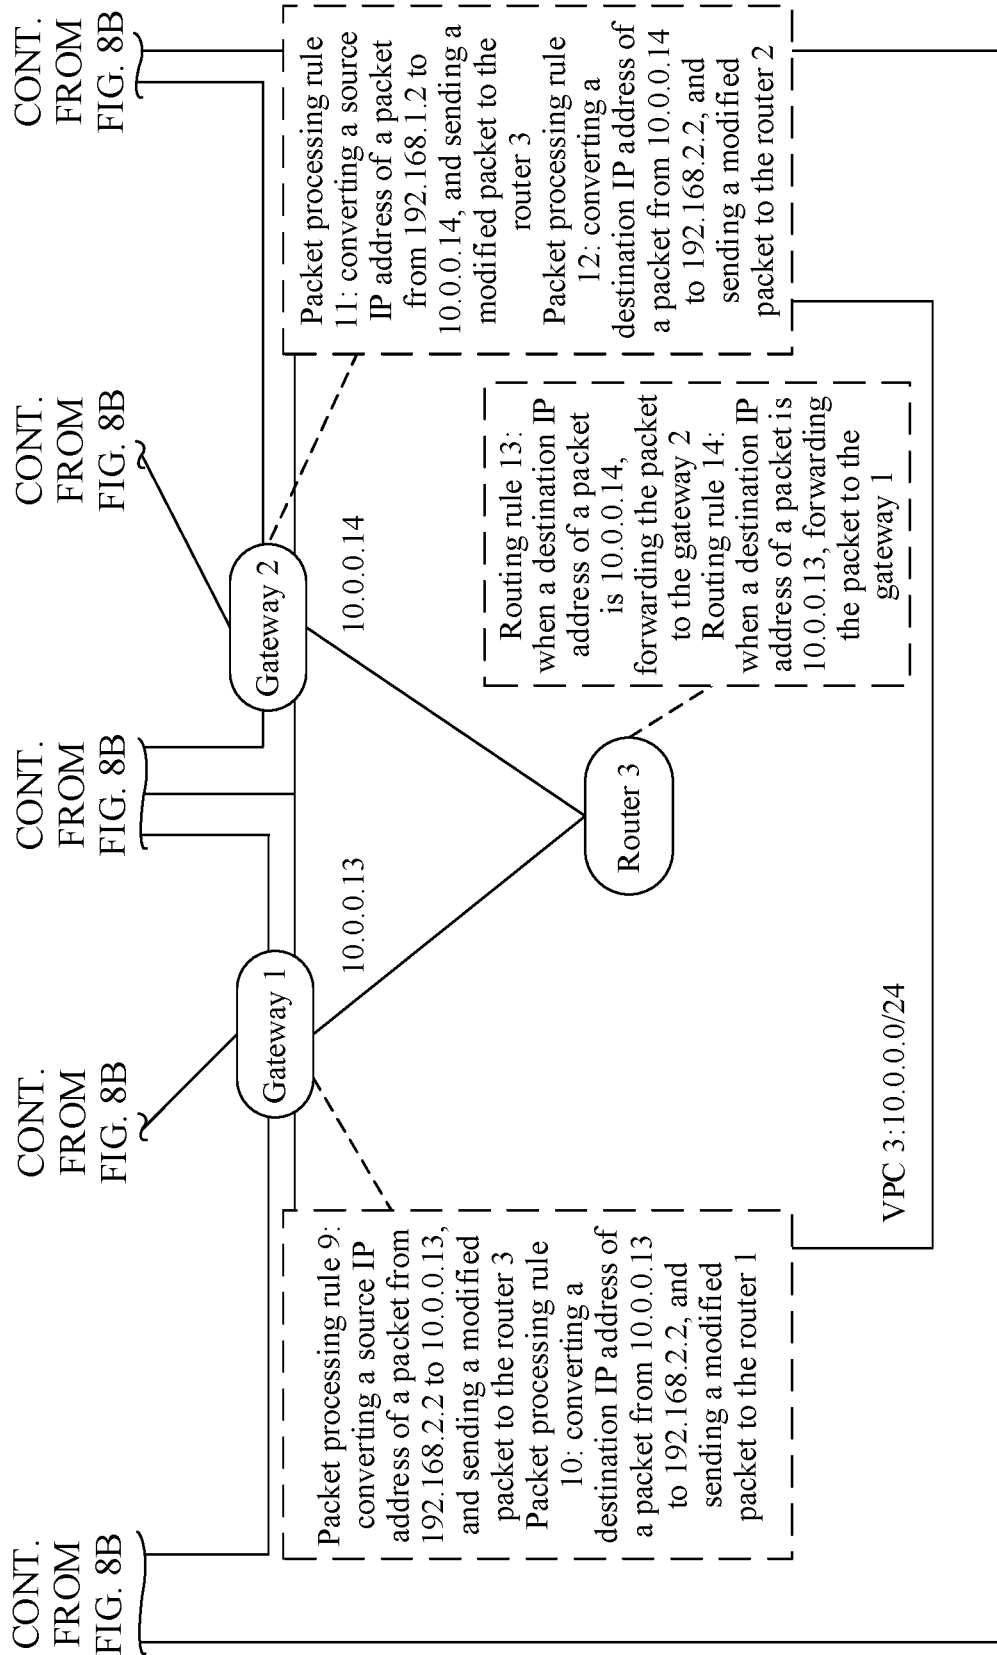 CONT.
FROM
FIG. 8B
CONT.
FROM
FIG. 8B
CONT.
FROM
FIG. 8B
CONT.
FROM
FIG. 8B
CONT.
FROM
FIG. 8B
Gateway 1
Gateway 2
10.0.0.13
10.0.0.14
Packet processing rule 9:
converting a source IP
address of a packet from
192.168.2.2 to 10.0.0.13,
and sending a modified
packet to the router 3
Packet processing rule
10: converting a
destination IP address of
a packet from 10.0.0.13
to 192.168.2.2, and
sending a modified
packet to the router 1
Packet processing rule
11: converting a source
IP address of a packet
from 192.168.1.2 to
10.0.0.14, and sending a
modified packet to the
router 3
Packet processing rule
12: converting a
destination IP address of
a packet from 10.0.0.14
to 192.168.2.2, and
sending a modified
packet to the router 2
Router 3
Routing rule 13:
when a destination IP
address of a packet
is 10.0.0.14,
forwarding the packet
to the gateway 2
Routing rule 14:
when a destination IP
address of a packet is
10.0.0.13, forwarding
the packet to the
gateway 1
VPC 3:10.0.0.0/24